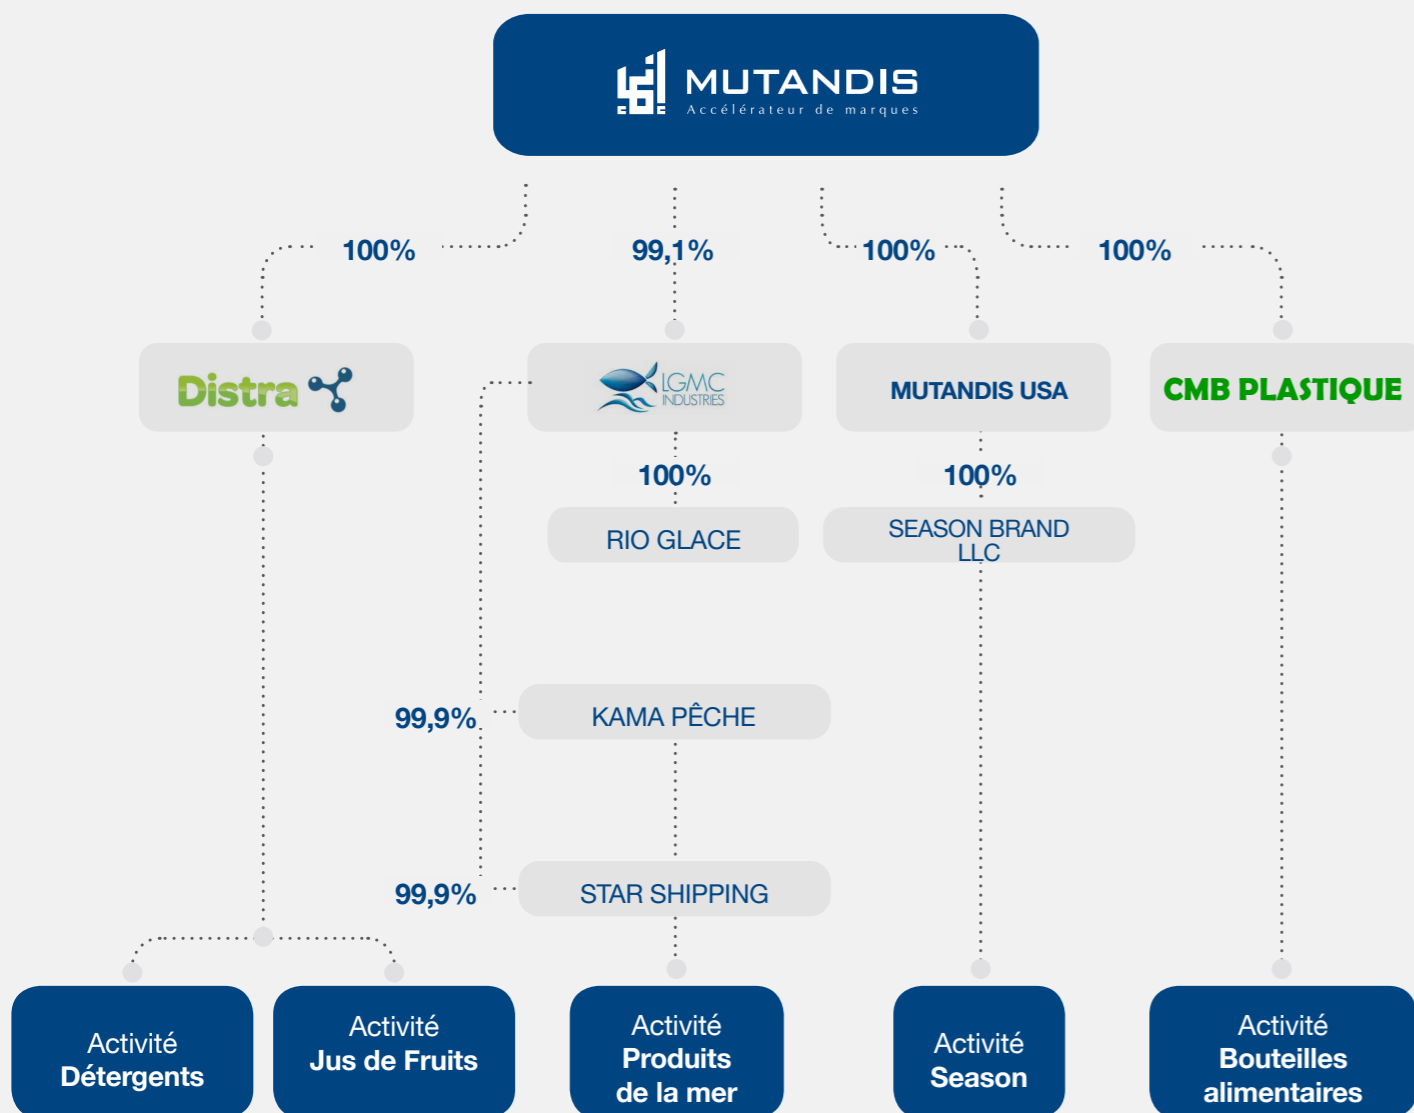 MUTANDIS
Accélérateur de marques
100%
99,1%
100%
100%
Distra
LGMC
INDUSTRIES
MUTANDIS USA
CMB PLASTIQUE
100%
100%
RIO GLACE
SEASON BRAND
LLC
99,9%
KAMA PÊCHE
99,9%
STAR SHIPPING
Activité
Détergents
Activité
Jus de Fruits
Activité
Produits
de la mer
Activité
Season
Activité
Bouteilles
alimentaires